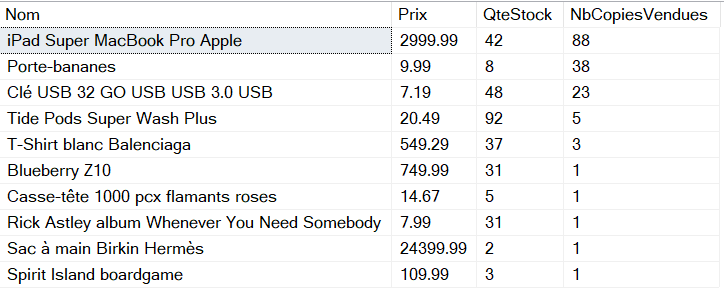 Nom Prix QteStock NbCopiesVendues
iPad Super MacBook Pro Apple 2999.99 42 88
Porte-bananes 9.99 8 38
Clé USB 32 GO USB USB 3.0 USB 7.19 48 23
Tide Pods Super Wash Plus 20.49 92 5
T-Shirt blanc Balenciaga 549.29 37 3
Blueberry Z10 749.99 31 1
Casse-tête 1000 pcx flamants roses 14.67 5 1
Rick Astley album Whenever You Need Somebody 7.99 31 1
Sac à main Birkin Hermès 24399.99 2 1
Spirit Island boardgame 109.99 3 1